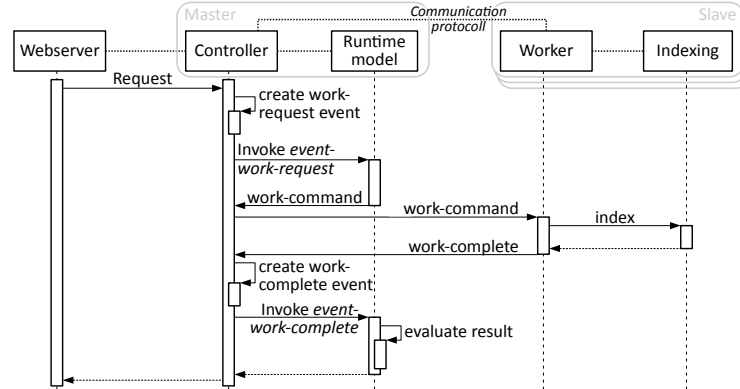 Master
Communication
protocoll
Slave
Webserver
Controller
Runtime
model
Worker
Indexing
Request
create work-
request event
Invoke event-
work-request
work-command
work-command
index
work-complete
create work-
complete event
Invoke event-
work-complete
evaluate result